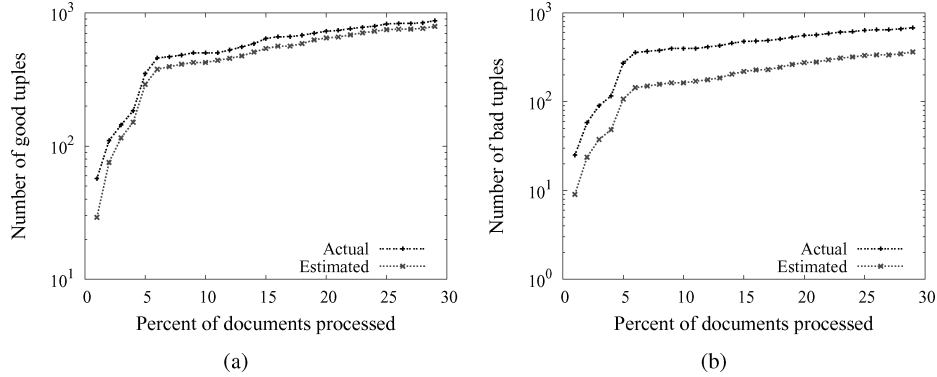 10^3
10^2
10^1
Number of good tuples
Actual
Estimated
0 5 10 15 20 25 30
Percent of documents processed
(a)
10^3
10^2
10^1
10^0
Number of bad tuples
Actual
Estimated
0 5 10 15 20 25 30
Percent of documents processed
(b)